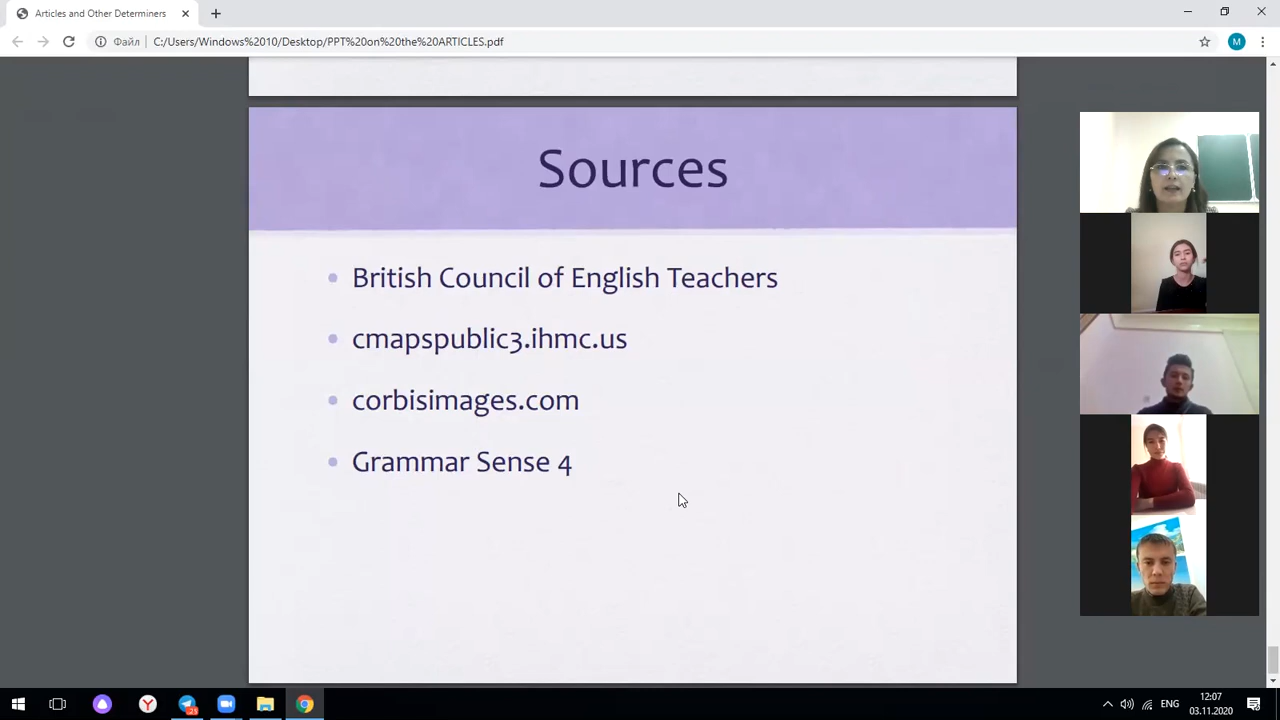 Articles and Other Determiners
Файл
C:/Users/Windows%2010/Desktop/PPT%20on%20the%20ARTICLES.pdf
M
Sources
British Council of English Teachers
cmapspublic3.ihmc.us
corbisimages.com
Grammar Sense 4
ENG
12:07
03.11.2020